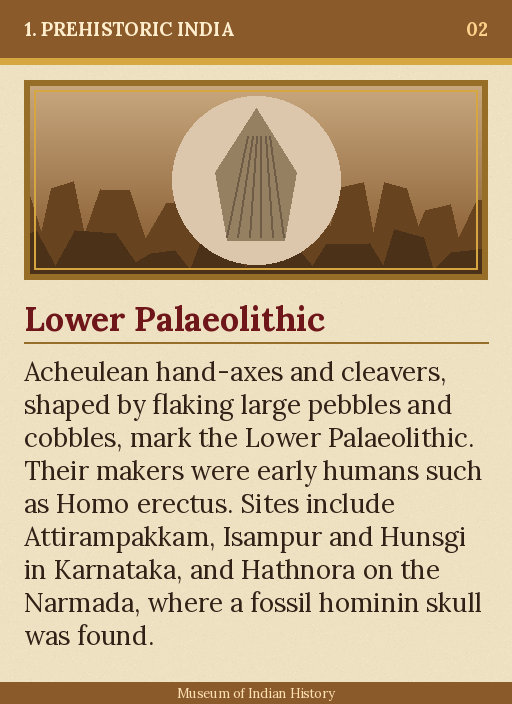 1. PREHISTORIC INDIA
02
Lower Palaeolithic
Acheulean hand-axes and cleavers,
shaped by flaking large pebbles and
cobbles, mark the Lower Palaeolithic.
Their makers were early humans such
as Homo erectus. Sites include
Attirampakkam, Isampur and Hunsgi
in Karnataka, and Hathnora on the
Narmada, where a fossil hominin skull
was found.
Museum of Indian History